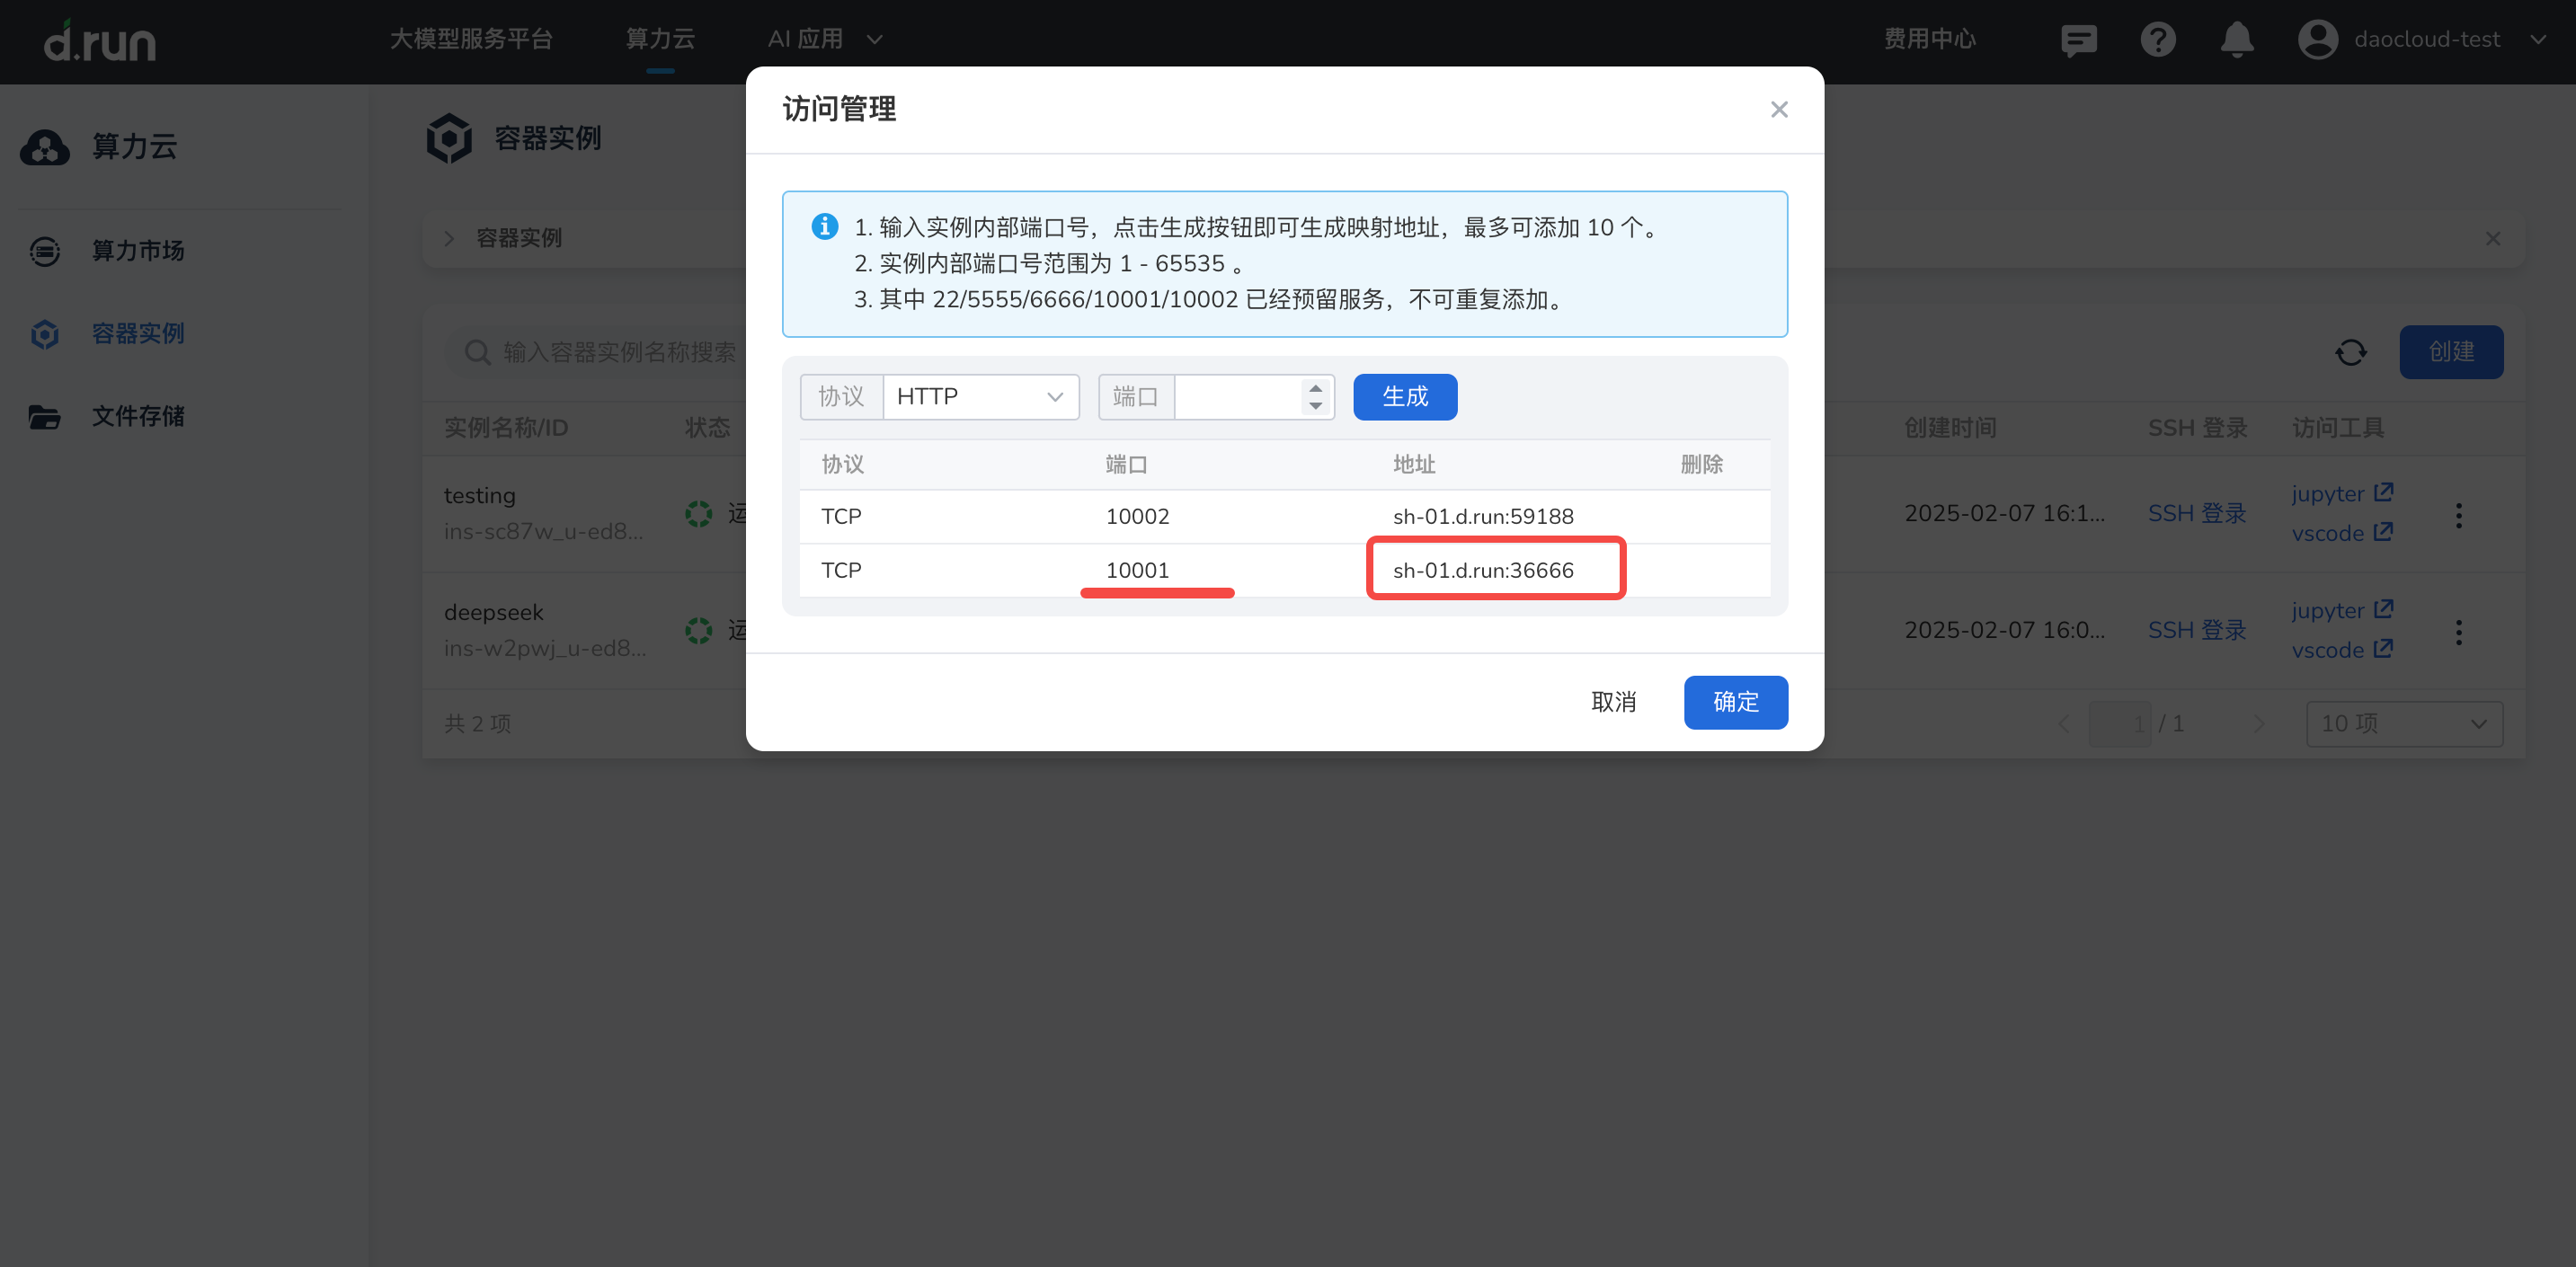 d.run
大模型服务平台
算力云
AI 应用
费用中心
daocloud-test
算力云
算力市场
容器实例
文件存储
容器实例
容器实例
输入容器实例名称搜索
创建
实例名称/ID
状态
创建时间
SSH 登录
访问工具
testing
ins-sc87w_u-ed8...
运
2025-02-07 16:1...
SSH 登录
jupyter
vscode
deepseek
ins-w2pwj_u-ed8...
运
2025-02-07 16:0...
SSH 登录
jupyter
vscode
共 2 项
1 / 1
10 项
访问管理
1. 输入实例内部端口号，点击生成按钮即可生成映射地址，最多可添加 10 个。
2. 实例内部端口号范围为 1 - 65535 。
3. 其中 22/5555/6666/10001/10002 已经预留服务，不可重复添加。
协议 HTTP
端口
生成
协议 端口 地址 删除
TCP 10002 sh-01.d.run:59188
TCP 10001 sh-01.d.run:36666
取消
确定